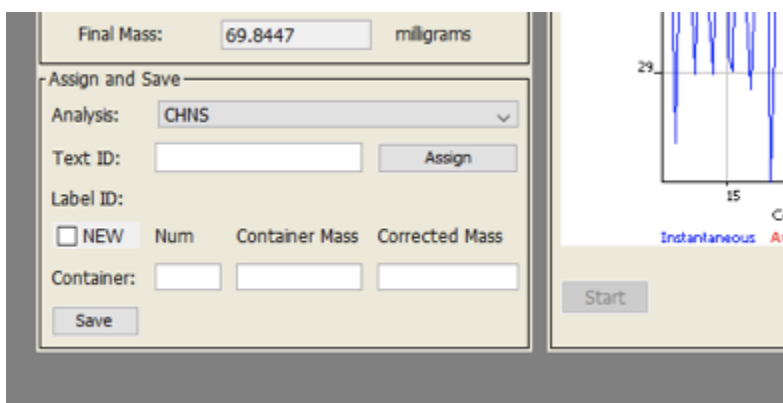 Final Mass: 69.8447 milligrams
Assign and Save
Analysis: CHNS
Text ID: Assign
Label ID:
NEW Num Container Mass Corrected Mass
Container:
Save
29
15
Instantaneous
Start